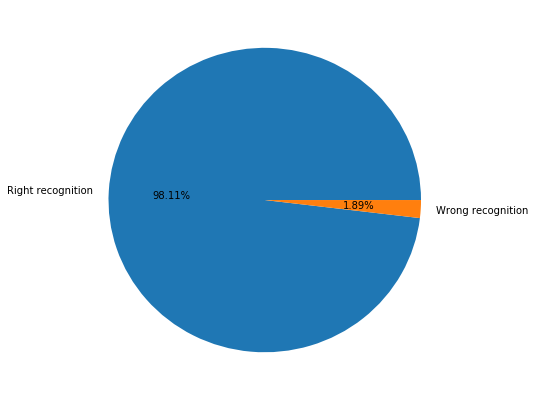 Right recognition
98.11%
1.89%
Wrong recognition